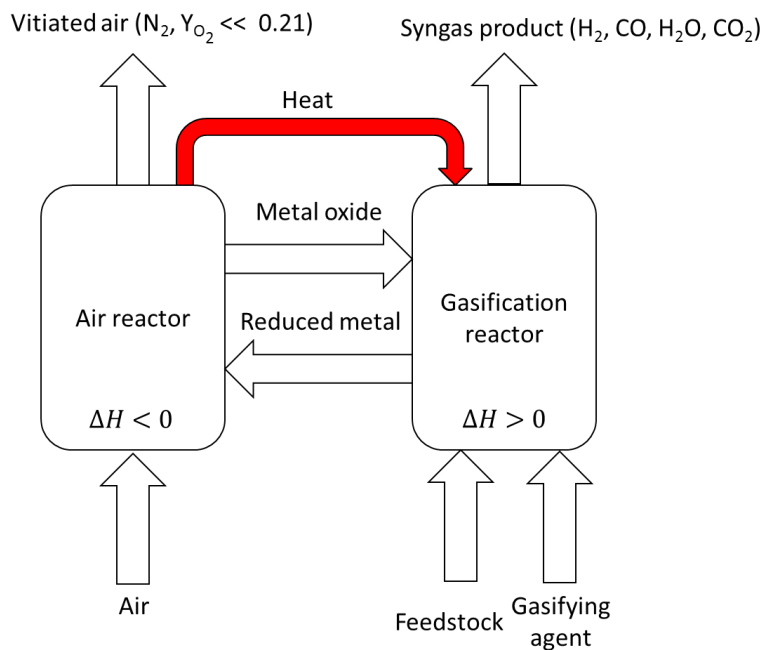 Vitiated air (N₂, Y_O₂ << 0.21)
Syngas product (H₂, CO, H₂O, CO₂)
Heat
Metal oxide
Air reactor
Reduced metal
Gasification
reactor
ΔH < 0
ΔH > 0
Air
Feedstock
Gasifying
agent